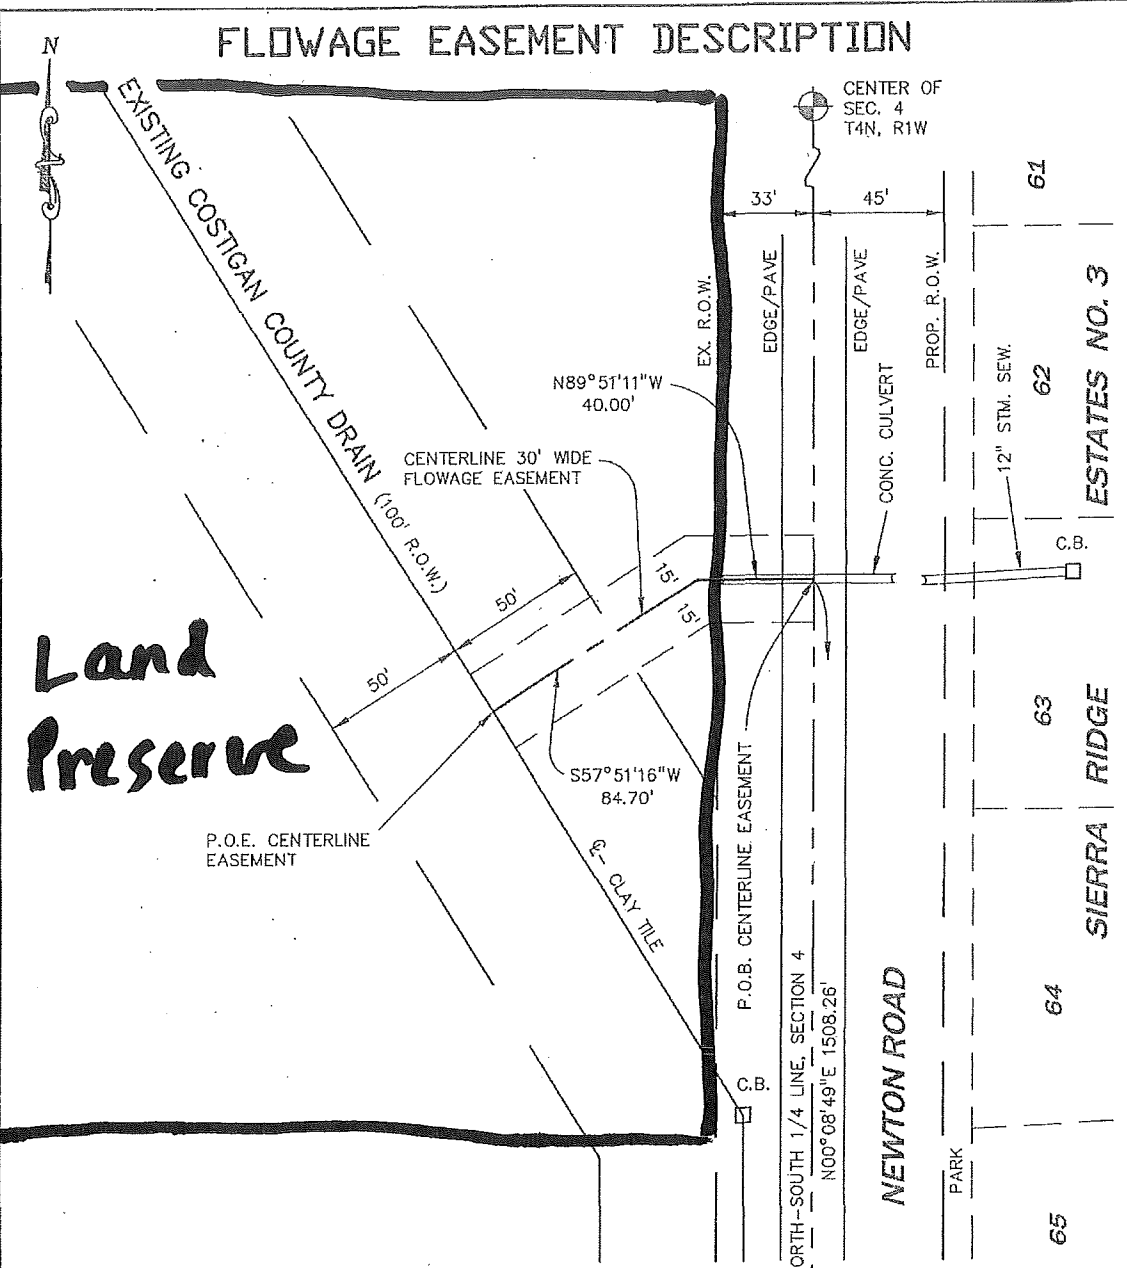 FLOWAGE EASEMENT DESCRIPTION
N
CENTER OF
SEC. 4
T4N, R1W
EXISTING COSTIGAN COUNTY DRAIN (100' R.O.W.)
33'
45'
61
EX. R.O.W.
EDGE/PAVE
EDGE/PAVE
PROP. R.O.W.
ESTATES NO. 3
N89°51'11"W
40.00'
62
CONC. CULVERT
12" STM. SEW.
CENTERLINE 30' WIDE
FLOWAGE EASEMENT
C.B.
15'
15'
50'
50'
Land
Preserve
S57°51'16"W
84.70'
P.O.E. CENTERLINE
EASEMENT
℄- CLAY TILE
P.O.B. CENTERLINE EASEMENT
63
SIERRA RIDGE
64
ORTH-SOUTH 1/4 LINE, SECTION 4
N00°08'49"E 1508.26'
NEWTON ROAD
C.B.
PARK
65